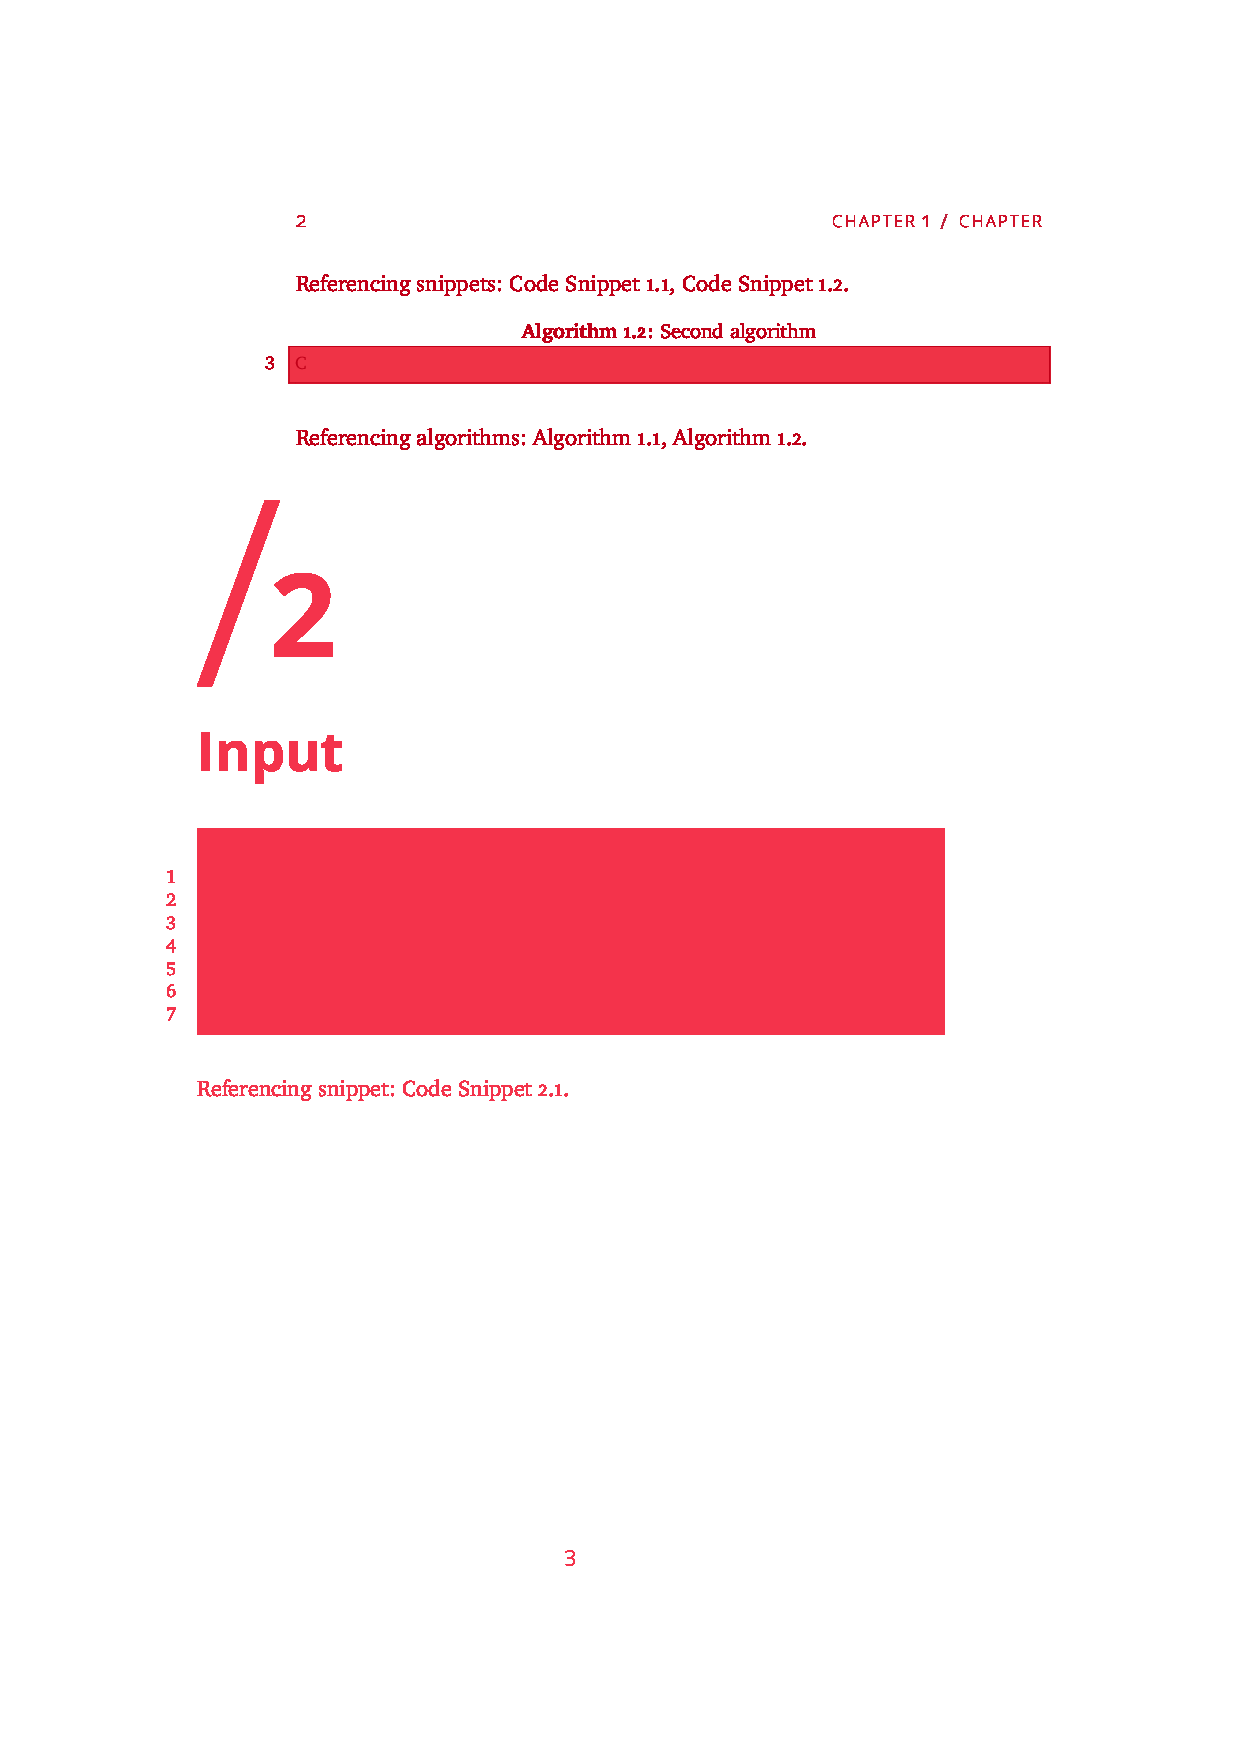 2 CHAPTER 1 / CHAPTER
Referencing snippets: Code Snippet 1.1, Code Snippet 1.2.
Algorithm 1.2: Second algorithm
3 C
Referencing algorithms: Algorithm 1.1, Algorithm 1.2.
/2
Input
1
2
3
4
5
6
7
Referencing snippet: Code Snippet 2.1.
3